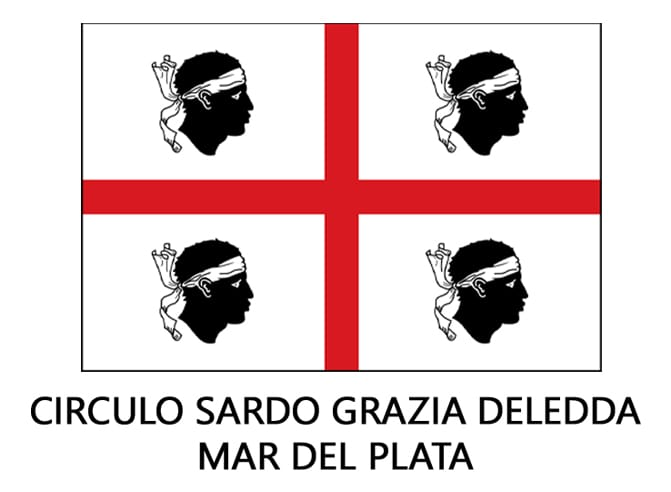 CIRCULO SARDO GRAZIA DELEDDA
MAR DEL PLATA